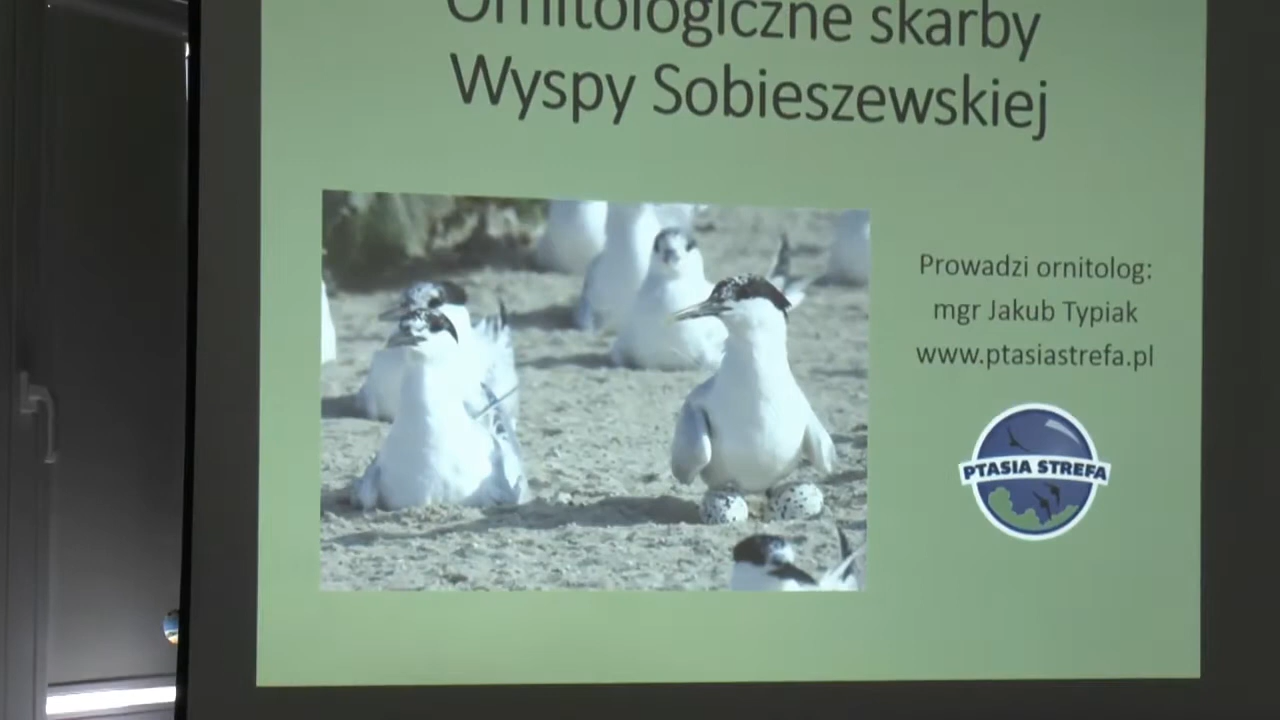 Ornitologiczne skarby
Wyspy Sobieszewskiej
Prowadzi ornitolog:
mgr Jakub Typiak
www.ptasiastrefa.pl
PTASIA STREFA